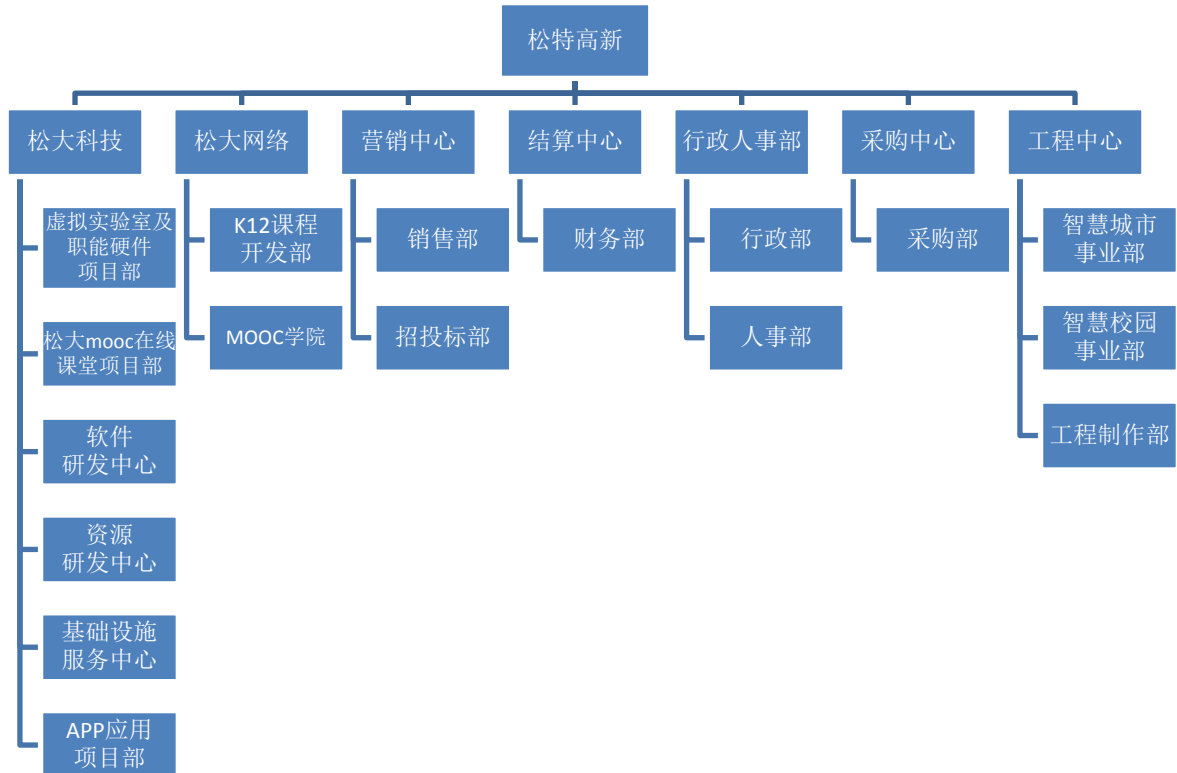 松特高新
松大科技
松大网络
营销中心
结算中心
行政人事部
采购中心
工程中心
虚拟实验室及
职能硬件
项目部
松大mooc在线
课堂项目部
软件
研发中心
资源
研发中心
基础设施
服务中心
APP应用
项目部
K12课程
开发部
MOOC学院
销售部
招投标部
财务部
行政部
人事部
采购部
智慧城市
事业部
智慧校园
事业部
工程制作部